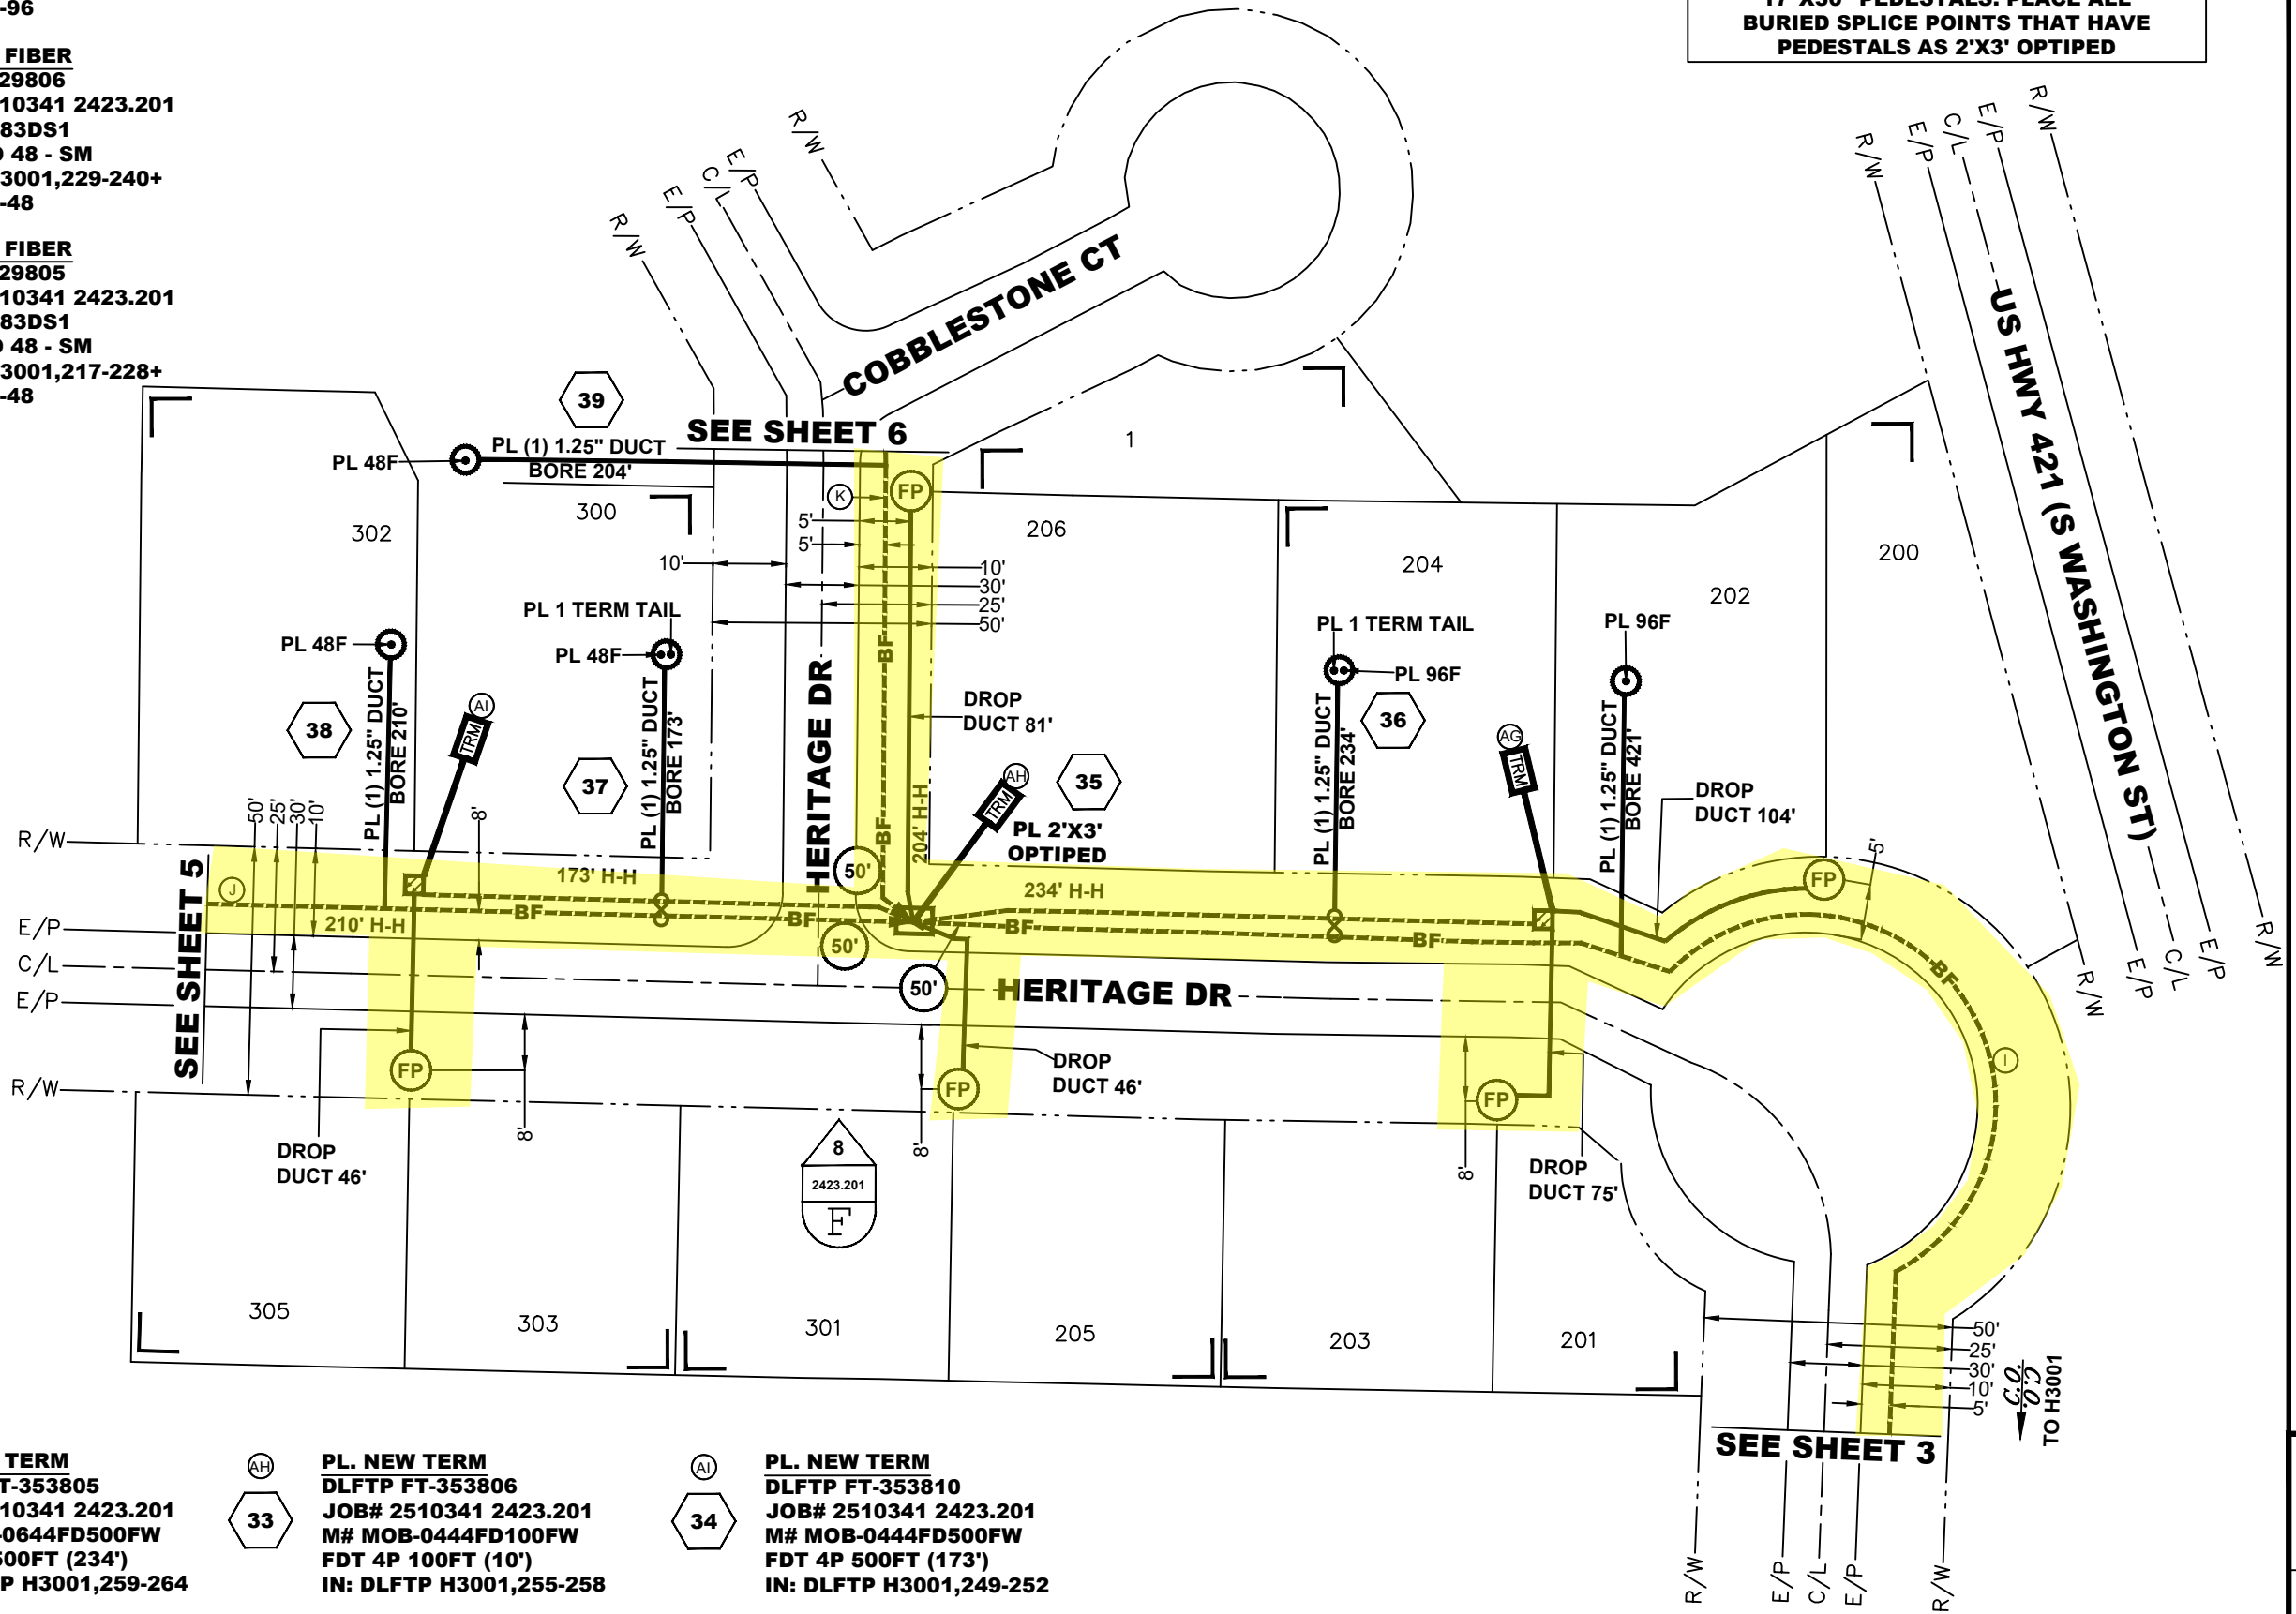 -96
FIBER
29806
10341 2423.201
83DS1
48 - SM
3001,229-240+
-48
FIBER
29805
10341 2423.201
83DS1
48 - SM
3001,217-228+
-48
17"X30" PEDESTALS. PLACE ALL
BURIED SPLICE POINTS THAT HAVE
PEDESTALS AS 2'X3' OPTIPED
R/W
E/P
C/L
E/P
R/W
COBBLESTONE CT
R/W
E/P
C/L
E/P
R/W
US HWY 421 (S WASHINGTON ST)
R/W
E/P
C/L
E/P
R/W
39
SEE SHEET 6
PL (1) 1.25" DUCT
BORE 204'
PL 48F
K
FP
1
302
300
206
204
202
200
5'
5'
10'
10'
30'
25'
50'
PL 1 TERM TAIL
PL 48F
PL 48F
PL (1) 1.25" DUCT
BORE 210'
38
AI
TRM
37
PL (1) 1.25" DUCT
BORE 173'
HERITAGE DR
BF
BF
DROP
DUCT 81'
204' H-H
AH
TRM
35
PL 2'X3'
OPTIPED
PL 1 TERM TAIL
PL 96F
PL (1) 1.25" DUCT
BORE 234'
36
AG
TRM
PL 96F
PL (1) 1.25" DUCT
BORE 421'
DROP
DUCT 104'
5'
FP
50'
25'
30'
10'
8'
R/W
E/P
C/L
E/P
R/W
SEE SHEET 5
J
173' H-H
210' H-H
BF
BF
50'
50'
50'
234' H-H
BF
BF
BF
I
HERITAGE DR
FP
8'
DROP
DUCT 46'
FP
8'
DROP
DUCT 46'
FP
8'
DROP
DUCT 75'
8
2423.201
F
305
303
301
205
203
201
50'
25'
30'
10'
5'
C.O.
C.O.
TO H3001
SEE SHEET 3
R/W
E/P
C/L
E/P
R/W
TERM
T-353805
10341 2423.201
-0644FD500FW
500FT (234')
P H3001,259-264
AH
33
PL. NEW TERM
DLFTP FT-353806
JOB# 2510341 2423.201
M# MOB-0444FD100FW
FDT 4P 100FT (10')
IN: DLFTP H3001,255-258
AI
34
PL. NEW TERM
DLFTP FT-353810
JOB# 2510341 2423.201
M# MOB-0444FD500FW
FDT 4P 500FT (173')
IN: DLFTP H3001,249-252